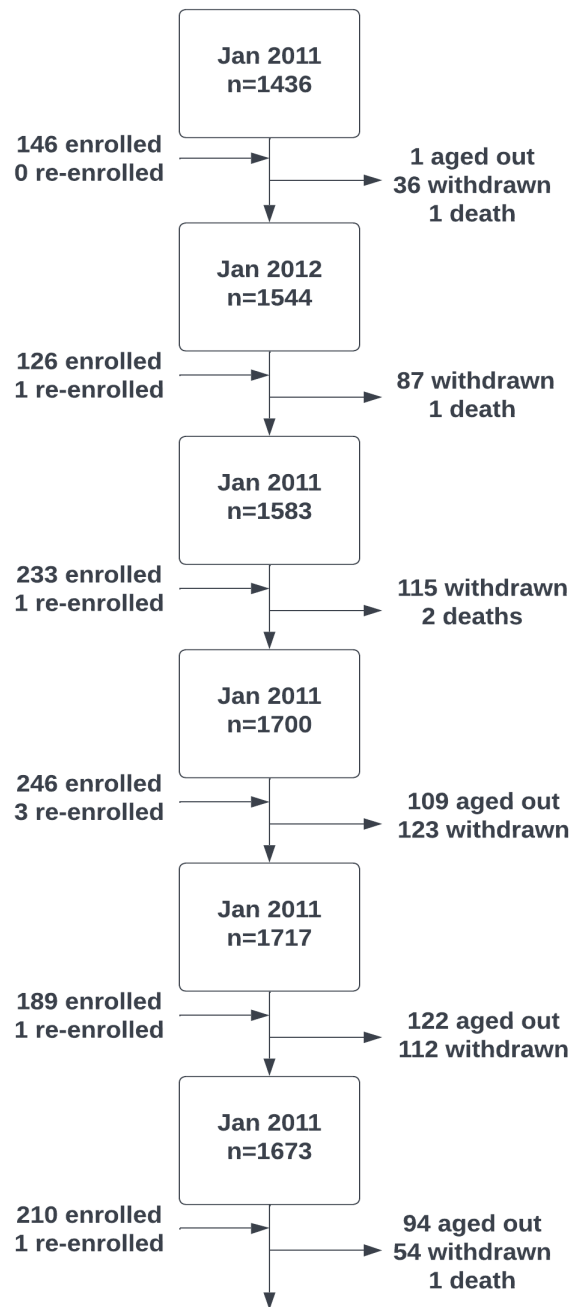 Jan 2011
n=1436
146 enrolled
0 re-enrolled
1 aged out
36 withdrawn
1 death
Jan 2012
n=1544
126 enrolled
1 re-enrolled
87 withdrawn
1 death
Jan 2011
n=1583
233 enrolled
1 re-enrolled
115 withdrawn
2 deaths
Jan 2011
n=1700
246 enrolled
3 re-enrolled
109 aged out
123 withdrawn
Jan 2011
n=1717
189 enrolled
1 re-enrolled
122 aged out
112 withdrawn
Jan 2011
n=1673
210 enrolled
1 re-enrolled
94 aged out
54 withdrawn
1 death